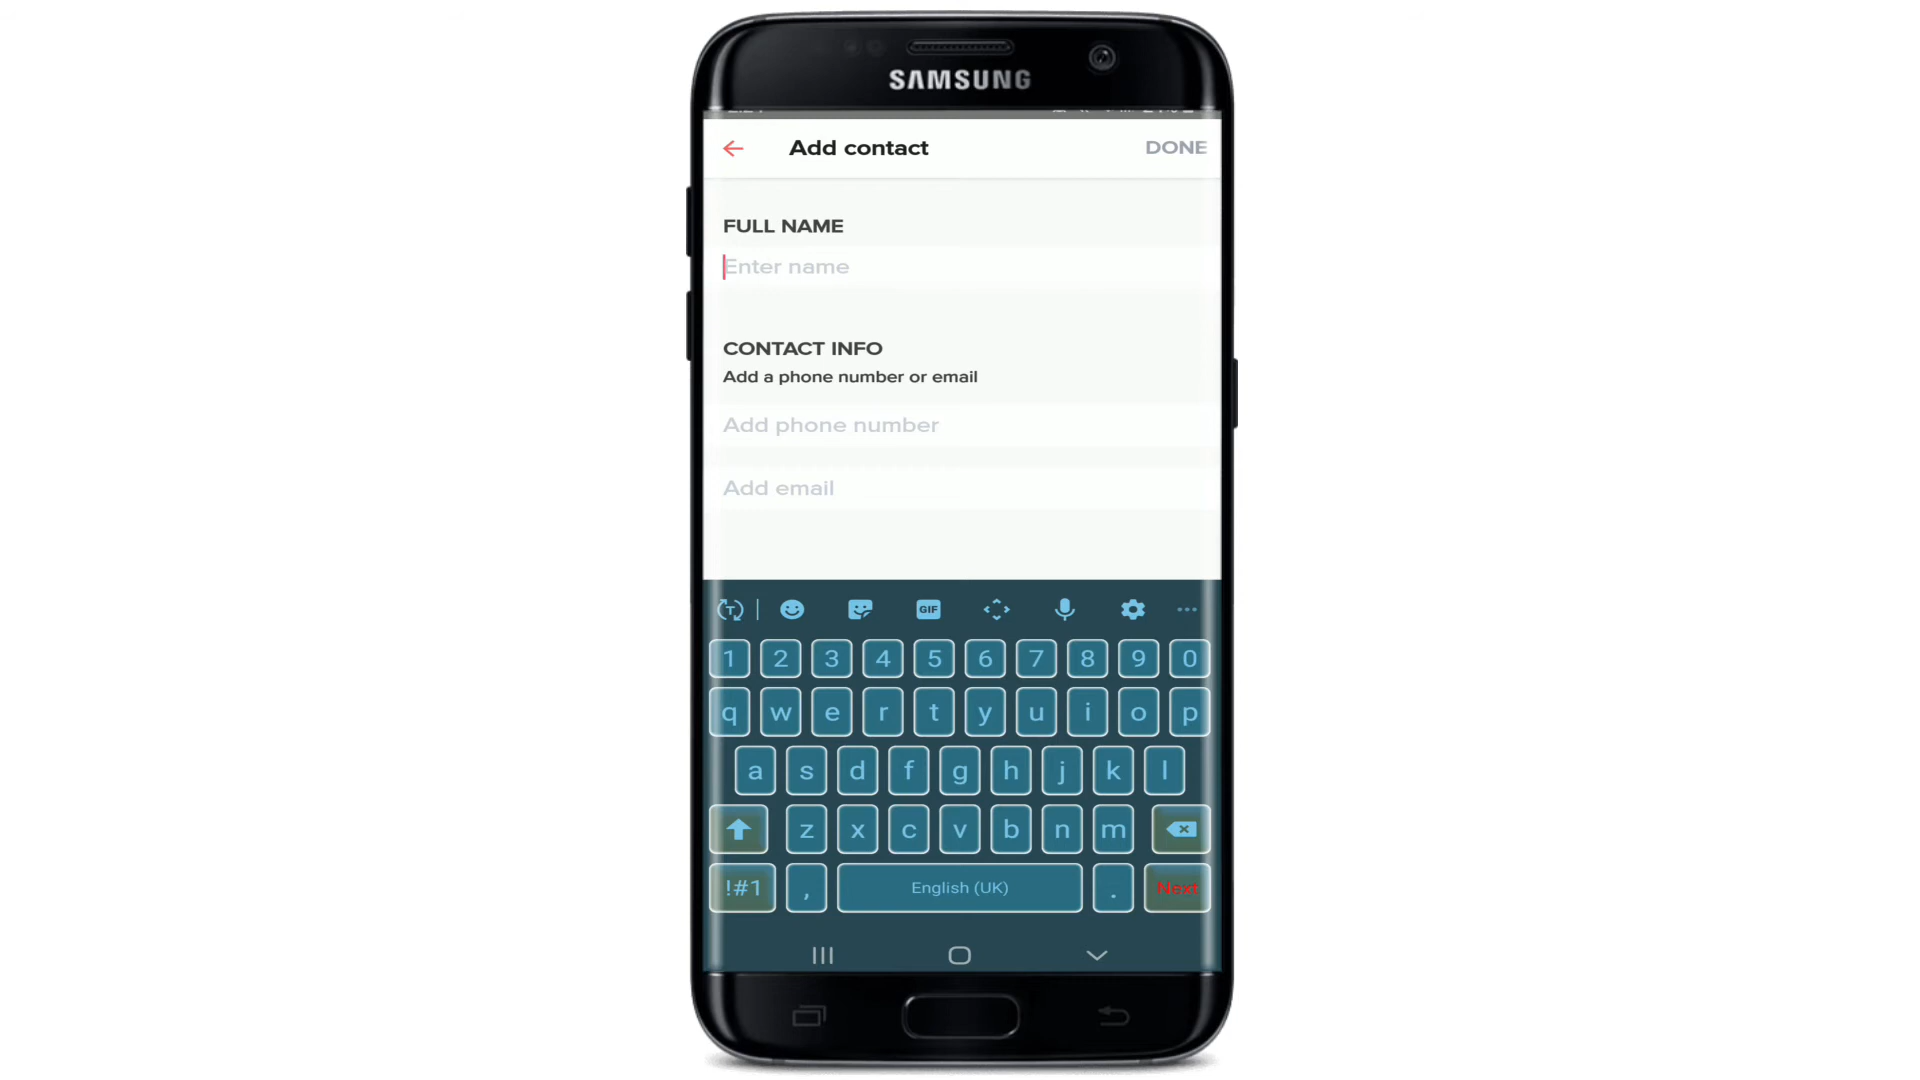 SAMSUNG
Add contact DONE
FULL NAME
Enter name
CONTACT INFO
Add a phone number or email
Add phone number
Add email
T GIF
1 2 3 4 5 6 7 8 9 0
q w e r t y u i o p
a s d f g h j k l
z x c v b n m
!#1 , English (UK) . Next